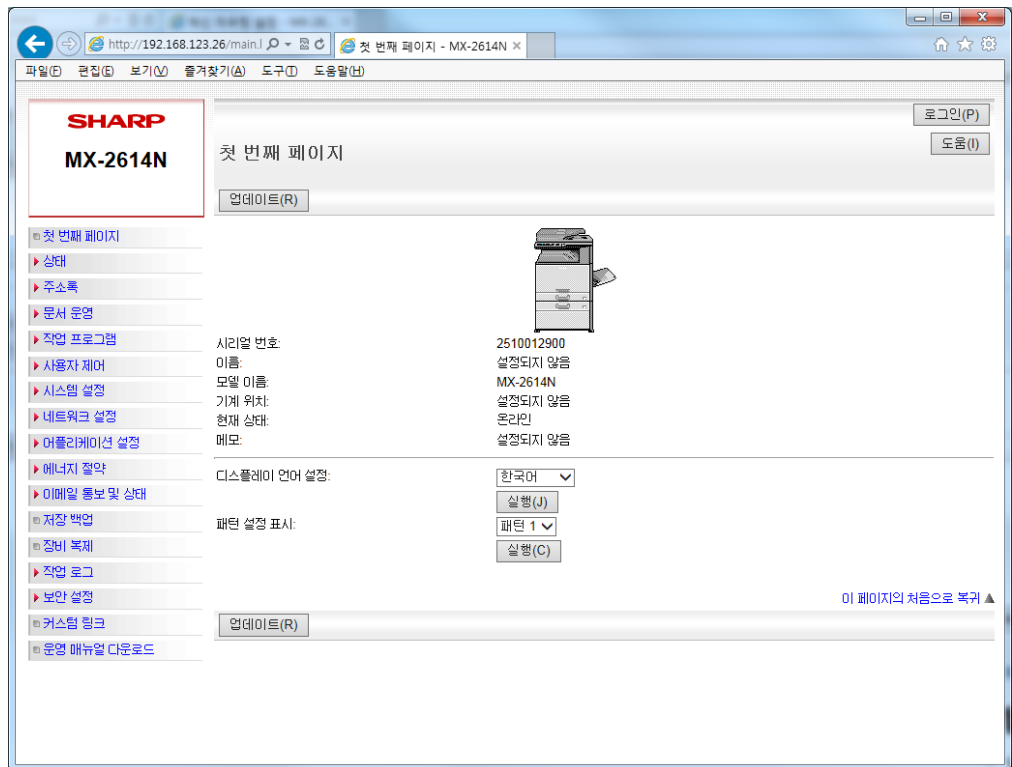 http://192.168.123.26/main.l
첫 번째 페이지 - MX-2614N
파일(F) 편집(E) 보기(V) 즐겨찾기(A) 도구(T) 도움말(H)
SHARP
MX-2614N
로그인(P)
첫 번째 페이지
도움(I)
업데이트(R)
첫 번째 페이지
상태
주소록
문서 운영
작업 프로그램
사용자 제어
시스템 설정
네트워크 설정
어플리케이션 설정
에너지 절약
이메일 통보 및 상태
저장 백업
장비 복제
작업 로그
보안 설정
커스텀 링크
운영 매뉴얼 다운로드
시리얼 번호: 2510012900
이름: 설정되지 않음
모델 이름: MX-2614N
기계 위치: 설정되지 않음
현재 상태: 온라인
메모: 설정되지 않음
디스플레이 언어 설정: 한국어
실행(J)
패턴 설정 표시: 패턴 1
실행(C)
이 페이지의 처음으로 복귀 ▲
업데이트(R)